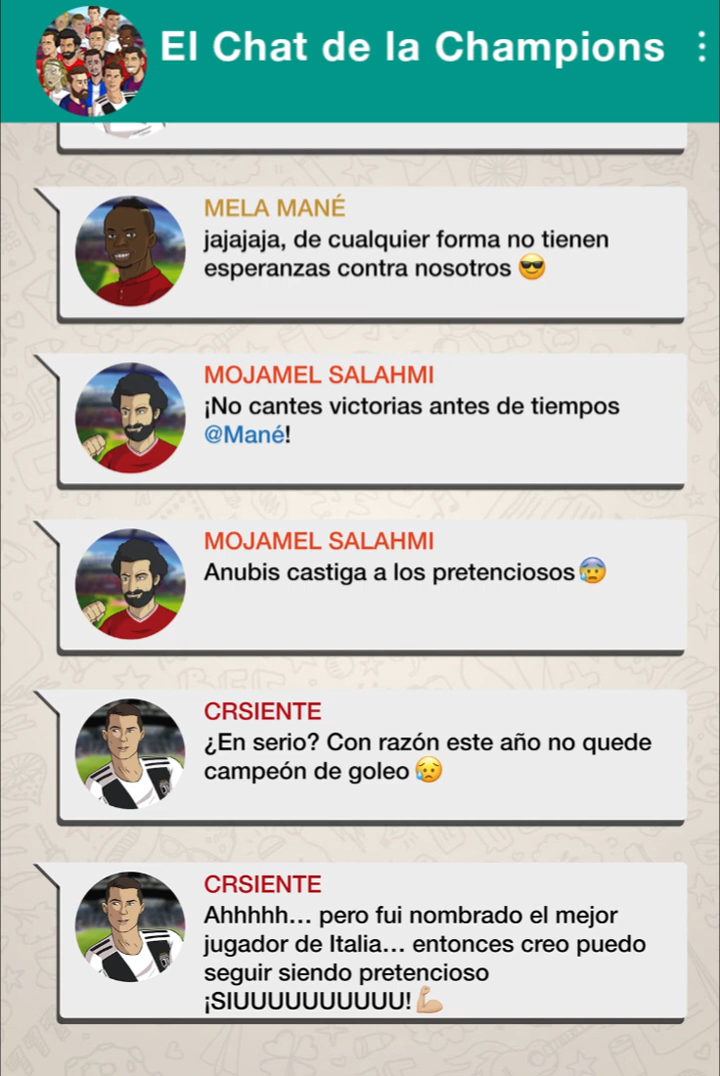 El Chat de la Champions
MELA MANÉ
jajajaja, de cualquier forma no tienen
esperanzas contra nosotros 😎
MOJAMEL SALAHMI
¡No cantes victorias antes de tiempos
@Mané!
MOJAMEL SALAHMI
Anubis castiga a los pretenciosos 😰
CRSIENTE
¿En serio? Con razón este año no quede
campeón de goleo 😥
CRSIENTE
Ahhhhh... pero fui nombrado el mejor
jugador de Italia... entonces creo puedo
seguir siendo pretencioso
¡SIUUUUUUUUUU! 💪🏼